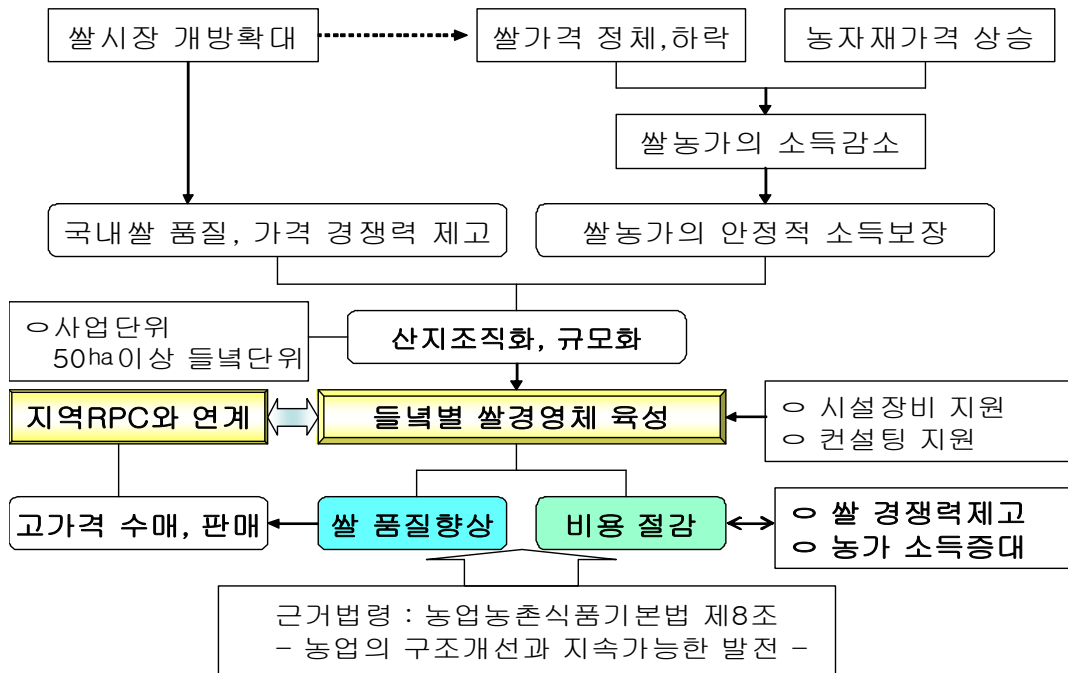 쌀시장 개방확대
쌀가격 정체,하락
농자재가격 상승
쌀농가의 소득감소
국내쌀 품질, 가격 경쟁력 제고
쌀농가의 안정적 소득보장
ㅇ사업단위
50ha이상 들녘단위
산지조직화, 규모화
지역RPC와 연계
들녘별 쌀경영체 육성
ㅇ 시설장비 지원
ㅇ 컨설팅 지원
고가격 수매, 판매
쌀 품질향상
비용 절감
ㅇ 쌀 경쟁력제고
ㅇ 농가 소득증대
근거법령 : 농업농촌식품기본법 제8조
- 농업의 구조개선과 지속가능한 발전 -